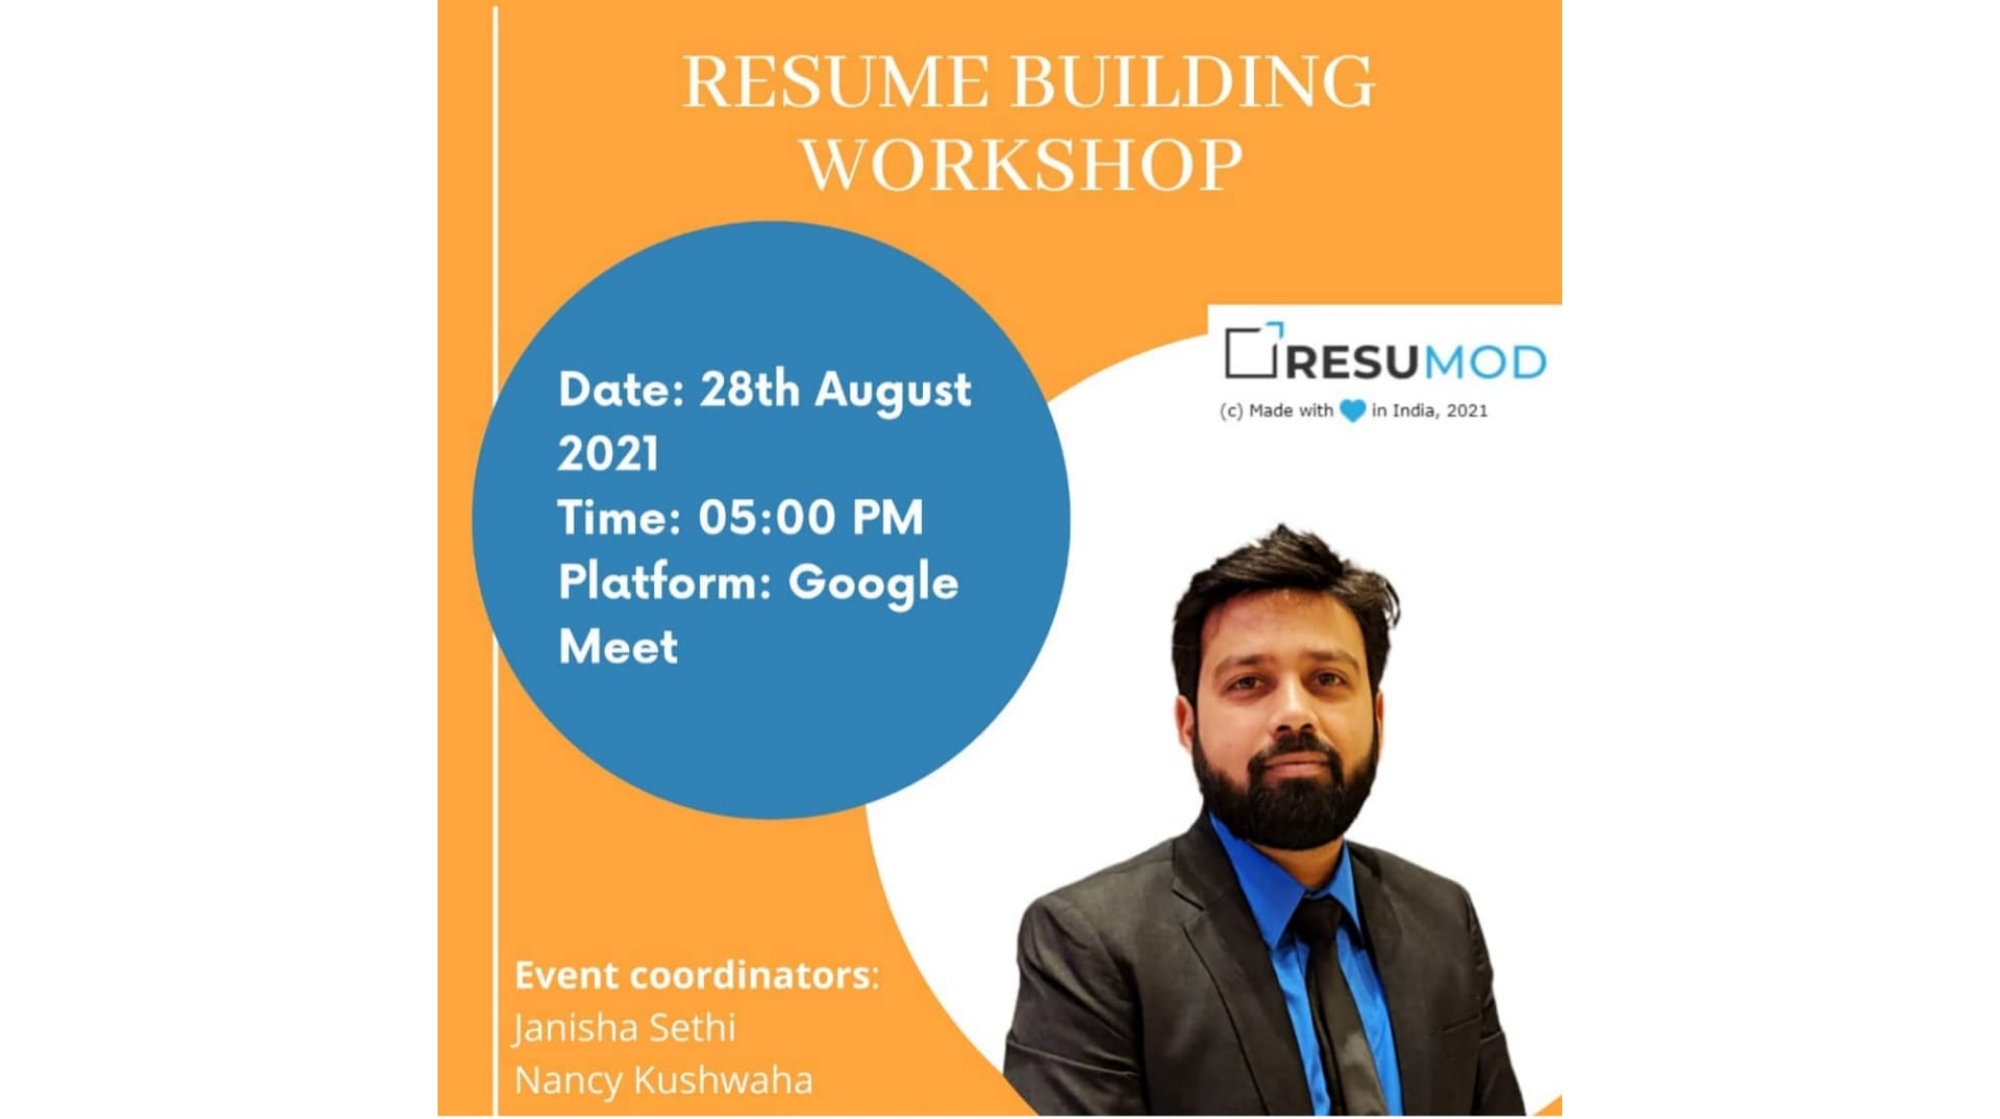 RESUME BUILDING
WORKSHOP
Date: 28th August
2021
Time: 05:00 PM
Platform: Google
Meet
RESUMOD
(c) Made with in India, 2021
Event coordinators:
Janisha Sethi
Nancy Kushwaha